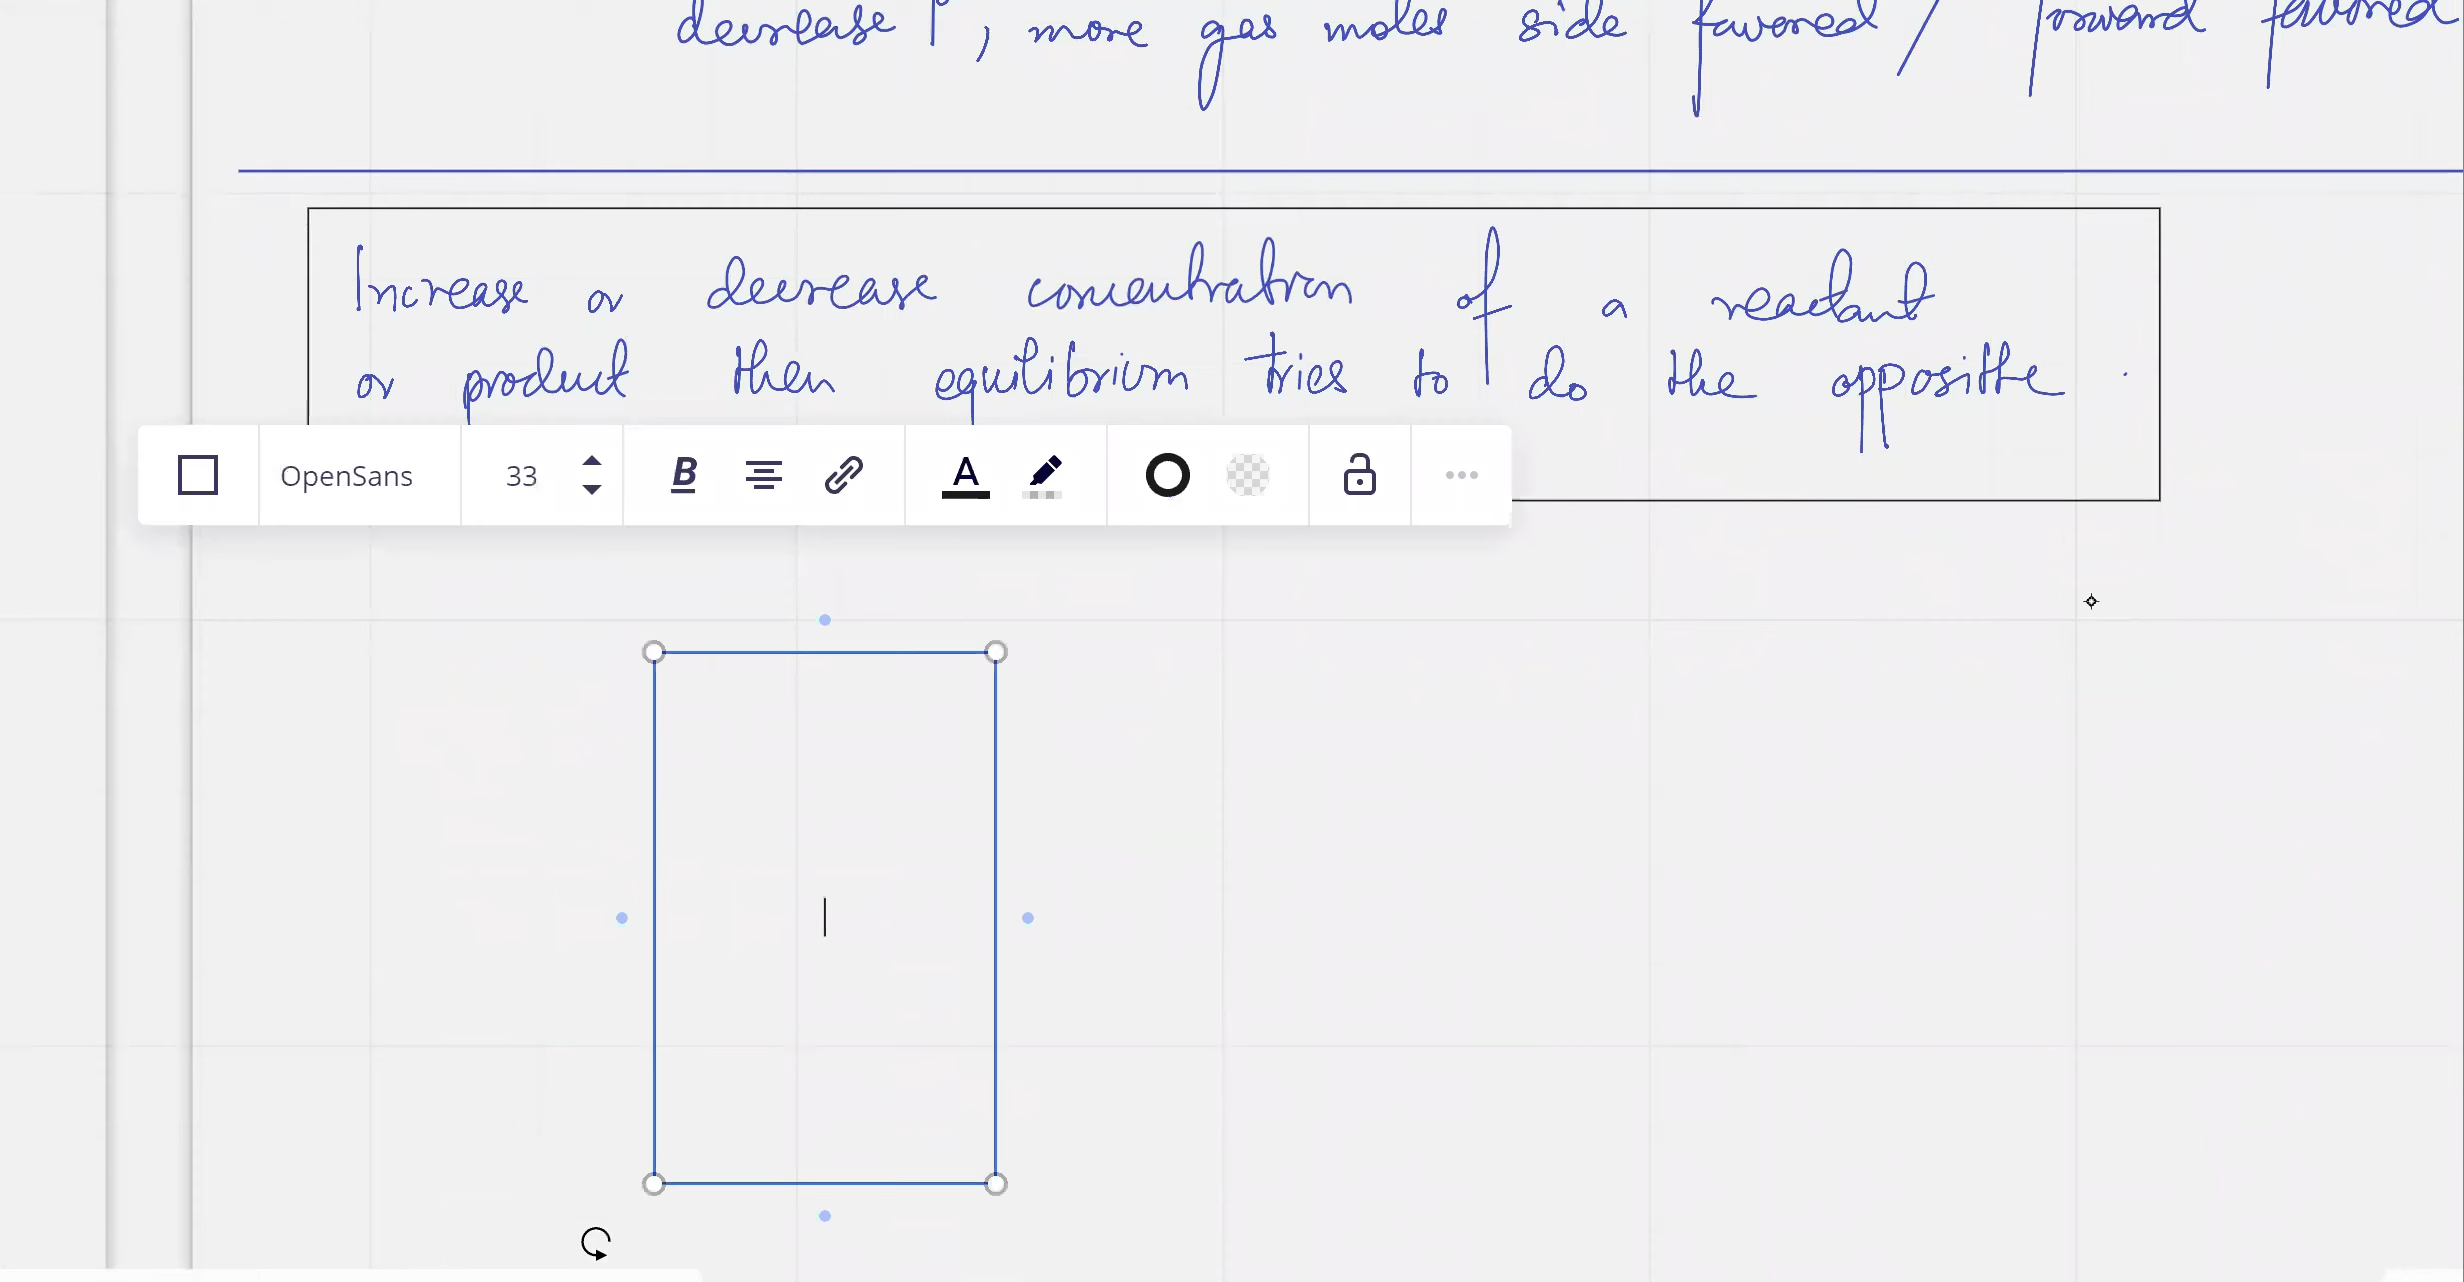 decrease P, more gas moles side favored / forward favored
Increase or decrease concentration of a reactant
or product then equilibrium tries to do the oppositte.
OpenSans 33 B A